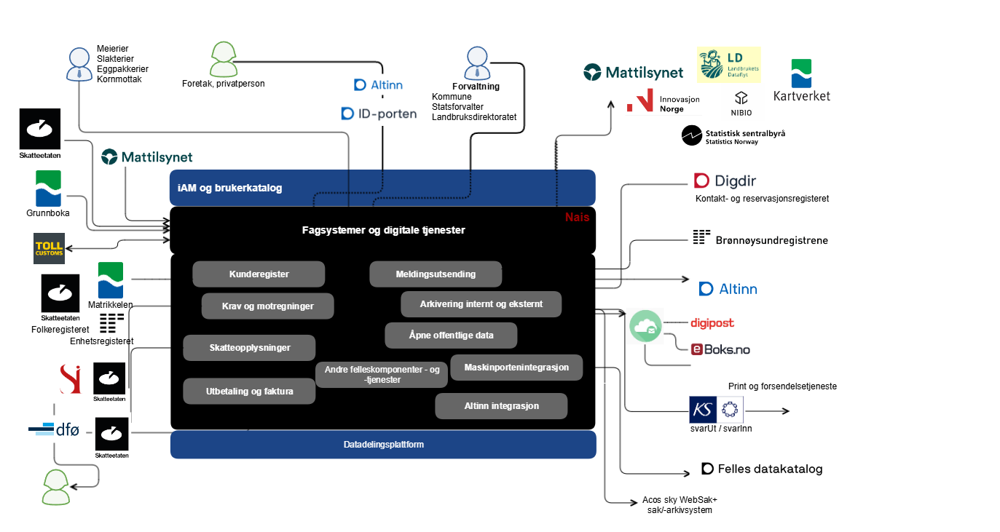 Meierier
Slakterier
Eggpakkerier
Kornmottak
Foretak, privatperson
Altinn
ID-porten
Forvaltning
Kommune
Statsforvalter
Landbruksdirektoratet
Mattilsynet
LD
Landbrukets
Dataflyt
Kartverket
Innovasjon
Norge
NIBIO
Statistisk sentralbyrå
Statistics Norway
Skatteetaten
Mattilsynet
Grunnboka
TOLL
CUSTOMS
Matrikkelen
Skatteetaten
Folkeregisteret
Enhetsregisteret
Si
Skatteetaten
dfø
Skatteetaten
iAM og brukerkatalog
Nais
Fagsystemer og digitale tjenester
Kunderegister
Meldingsutsending
Krav og motregninger
Arkivering internt og eksternt
Åpne offentlige data
Skatteopplysninger
Andre felleskomponenter - og
-tjenester
Maskinportenintegrasjon
Utbetaling og faktura
Altinn integrasjon
Datadelingsplattform
Digdir
Kontakt- og reservasjonsregisteret
Brønnøysundregistrene
Altinn
digipost
eBoks.no
Print og forsendelsetjeneste
KS
svarUt / svarInn
Felles datakatalog
Acos sky WebSak+
sak/-arkivsystem